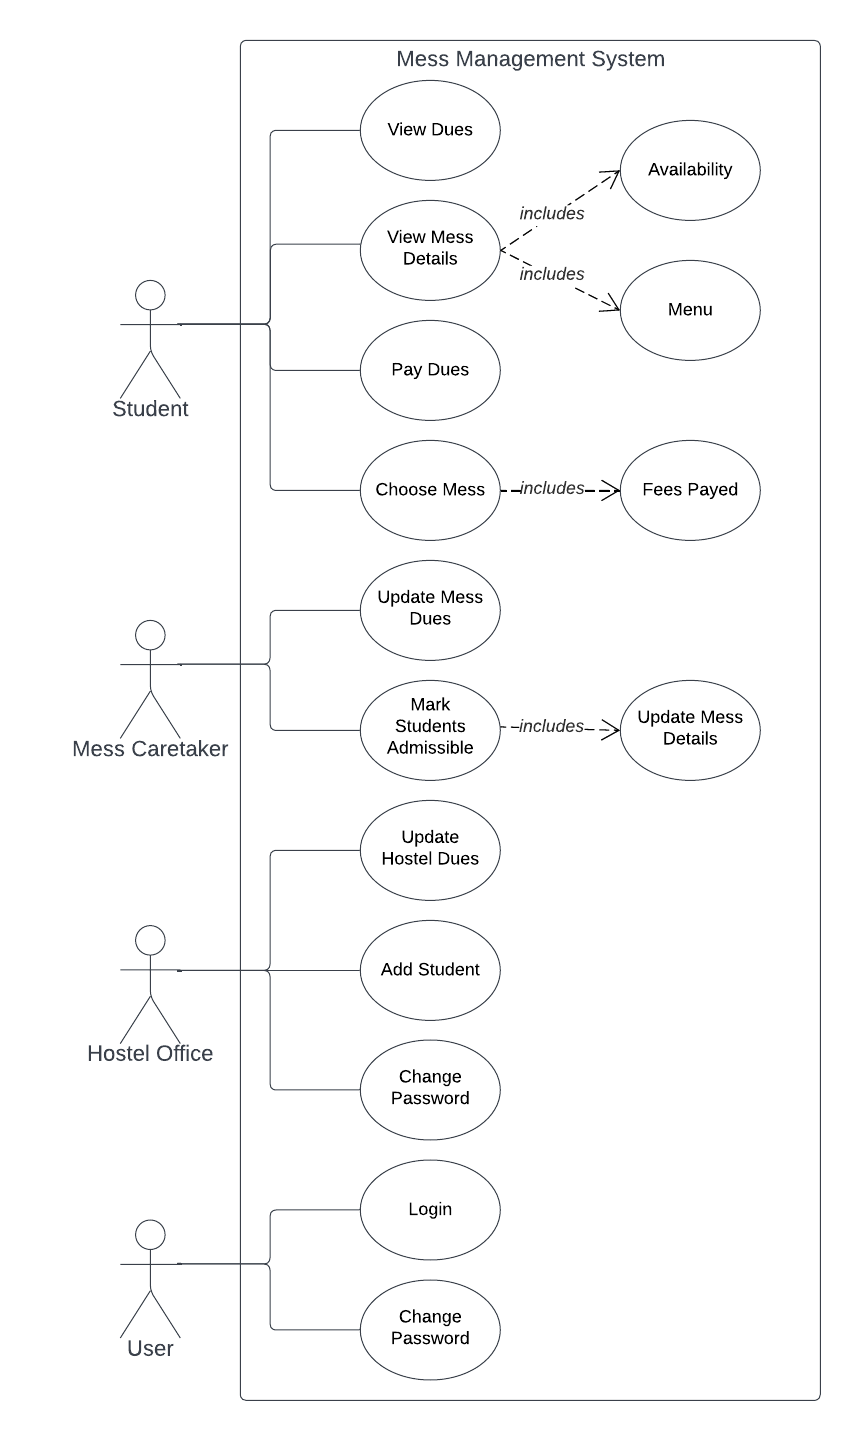 Mess Management System
View Dues
Availability
includes
View Mess
Details
includes
Menu
Pay Dues
Student
Choose Mess
includes
Fees Payed
Update Mess
Dues
Mess Caretaker
Mark
Students
Admissible
includes
Update Mess
Details
Update
Hostel Dues
Add Student
Hostel Office
Change
Password
Login
User
Change
Password